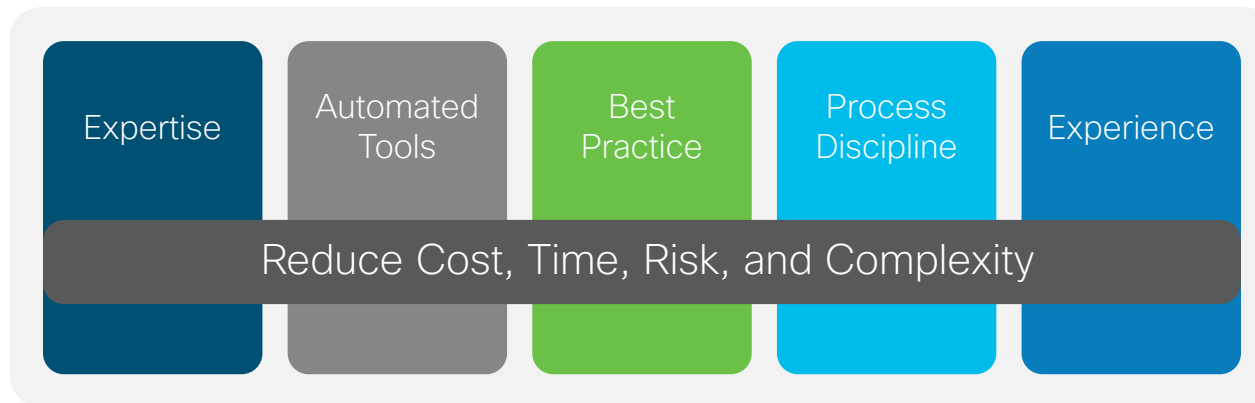 Expertise
Automated
Tools
Best
Practice
Process
Discipline
Experience
Reduce Cost, Time, Risk, and Complexity